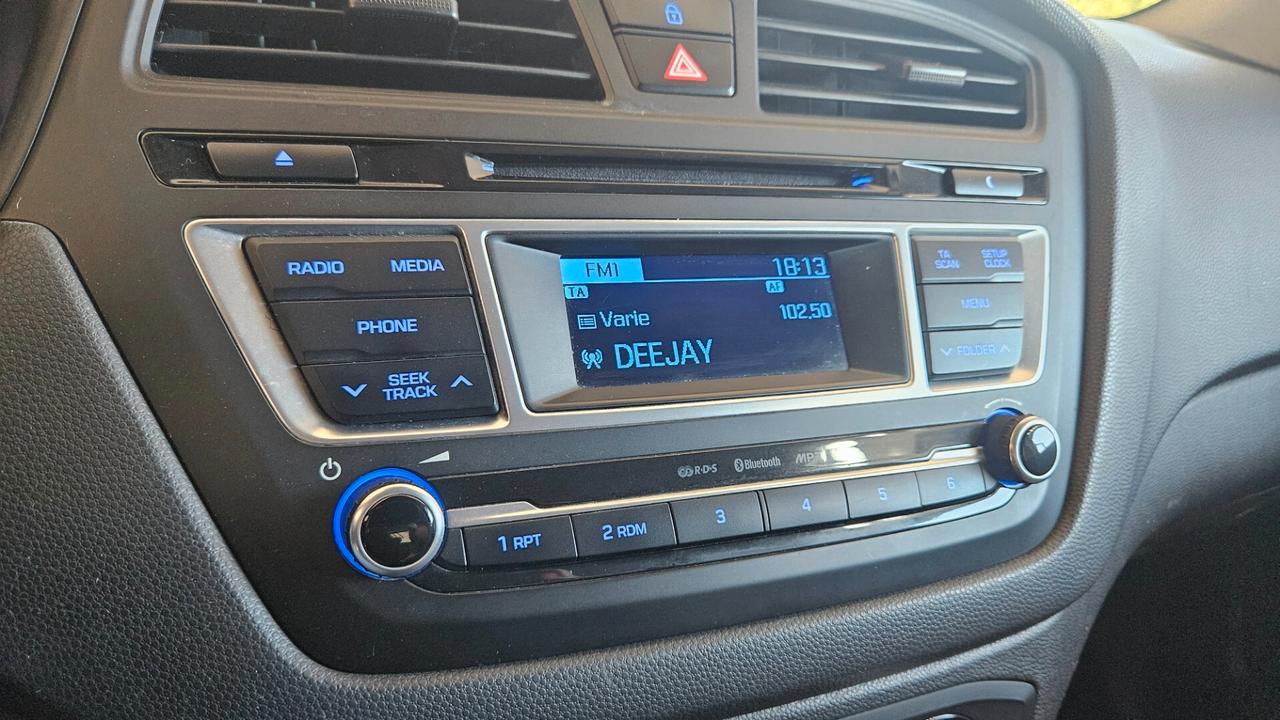 RADIO
MEDIA
PHONE
SEEK
TRACK
FM1
18:13
TA
AF
Varie
102.50
DEEJAY
TA
SCAN
SETUP
CLOCK
MENU
FOLDER
R·D·S
Bluetooth
1 RPT
2 RDM
3
4
5
6